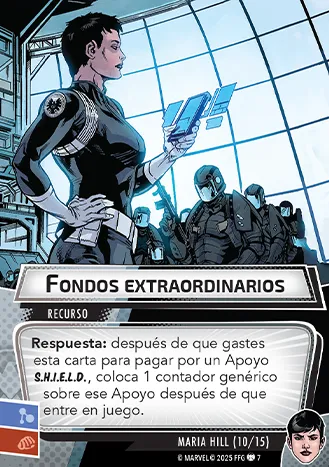 FONDOS EXTRAORDINARIOS
RECURSO
Respuesta: después de que gastes
esta carta para pagar por un Apoyo
S.H.I.E.L.D., coloca 1 contador genérico
sobre ese Apoyo después de que
entre en juego.
MARIA HILL (10/15)
© MARVEL © 2025 FFG 7